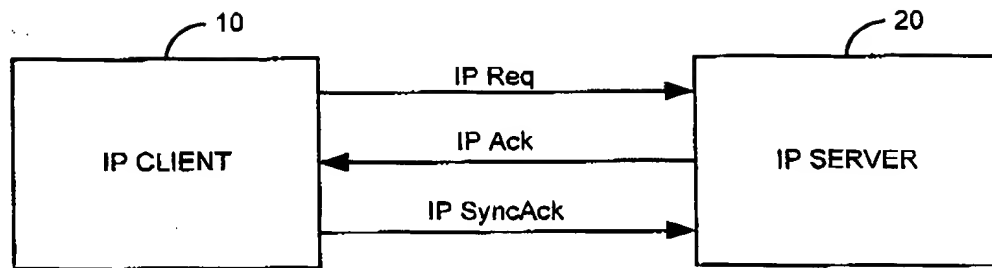 10
20
IP Req
IP CLIENT
IP Ack
IP SERVER
IP SyncAck